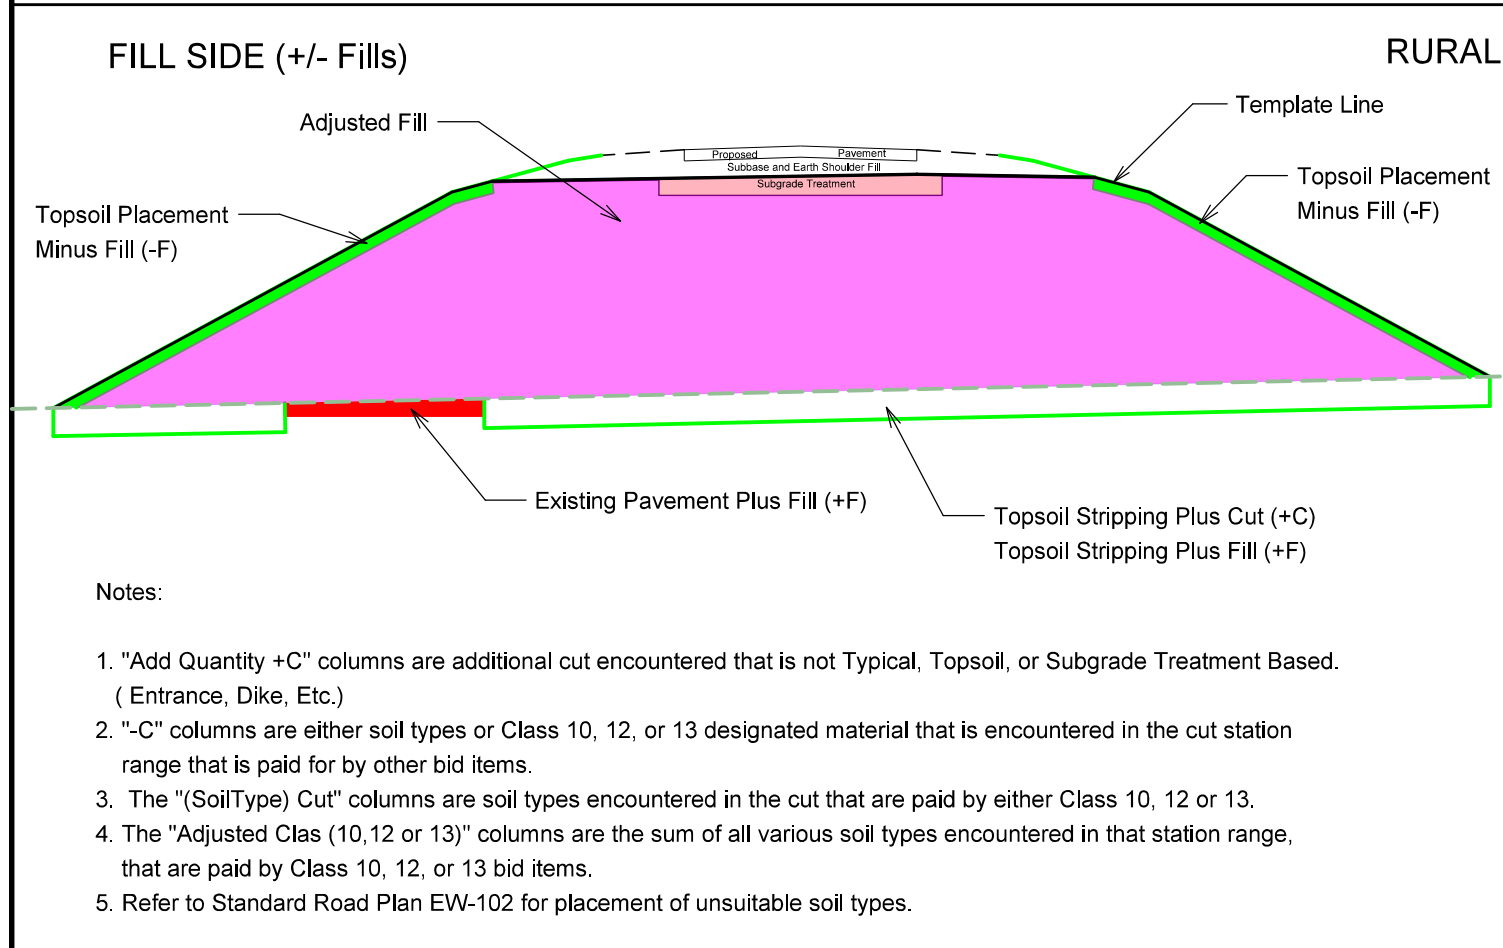 FILL SIDE (+/- Fills)
RURAL
Adjusted Fill
Template Line
Proposed Pavement
Subbase and Earth Shoulder Fill
Subgrade Treatment
Topsoil Placement
Minus Fill (-F)
Topsoil Placement
Minus Fill (-F)
Existing Pavement Plus Fill (+F)
Topsoil Stripping Plus Cut (+C)
Topsoil Stripping Plus Fill (+F)
Notes:
1. "Add Quantity +C" columns are additional cut encountered that is not Typical, Topsoil, or Subgrade Treatment Based.
( Entrance, Dike, Etc.)
2. "-C" columns are either soil types or Class 10, 12, or 13 designated material that is encountered in the cut station
range that is paid for by other bid items.
3. The "(SoilType) Cut" columns are soil types encountered in the cut that are paid by either Class 10, 12 or 13.
4. The "Adjusted Clas (10,12 or 13)" columns are the sum of all various soil types encountered in that station range,
that are paid by Class 10, 12, or 13 bid items.
5. Refer to Standard Road Plan EW-102 for placement of unsuitable soil types.